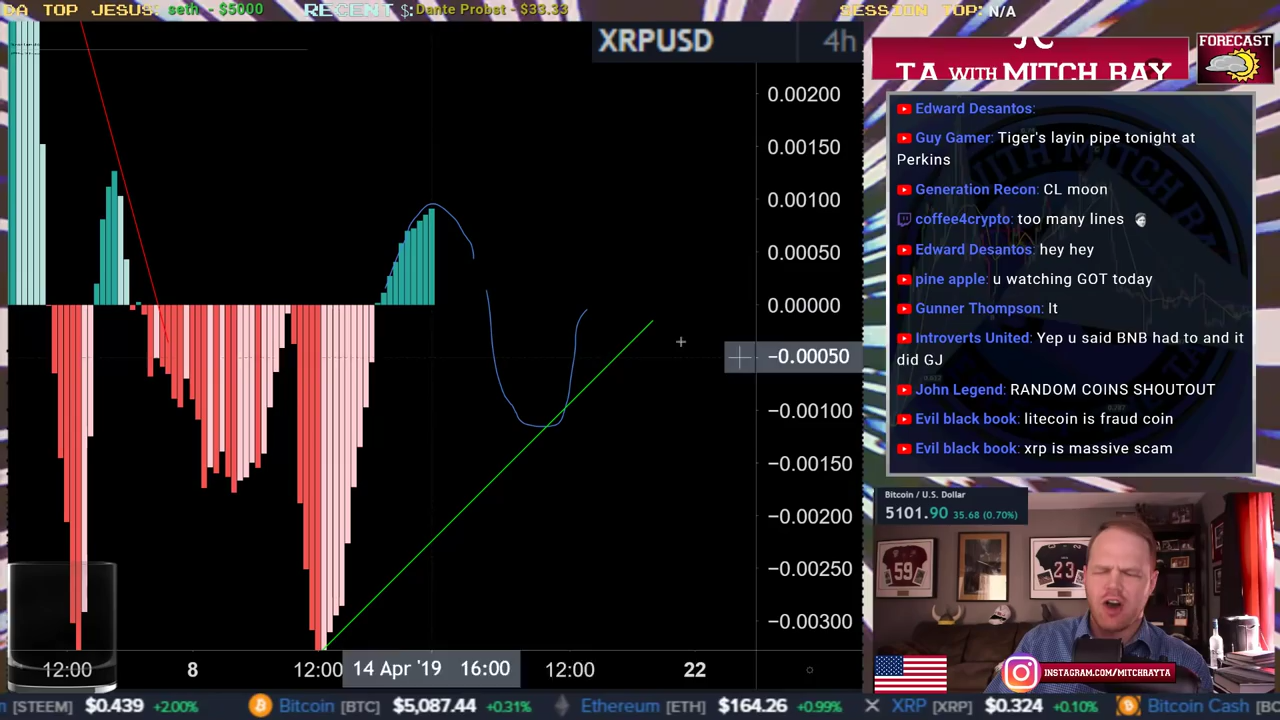 DA TOP JESUS: seth - $5000
RECENT $: Dante Probst - $33.33
SESSION TOP: N/A
XRPUSD 4h
0.00200
0.00150
0.00100
0.00050
0.00000
−0.00050
−0.00100
−0.00150
−0.00200
−0.00250
−0.00300
12:00
8
12:00
14 Apr '19 16:00
12:00
22
TA WITH MITCH RAY
FORECAST
Edward Desantos:
Guy Gamer: Tiger's layin pipe tonight at
Perkins
Generation Recon: CL moon
coffee4crypto: too many lines
Edward Desantos: hey hey
pine apple: u watching GOT today
Gunner Thompson: It
Introverts United: Yep u said BNB had to and it
did GJ
John Legend: RANDOM COINS SHOUTOUT
Evil black book: litecoin is fraud coin
Evil black book: xrp is massive scam
Bitcoin / U.S. Dollar
5101.90 35.68 (0.70%)
59
23
INSTAGRAM.COM/MITCHRAYTA
[STEEM] $0.439 +2.00% Bitcoin [BTC] $5,087.44 +0.31% Ethereum [ETH] $164.26 +0.99% XRP [XRP] $0.324 +0.10% Bitcoin Cash